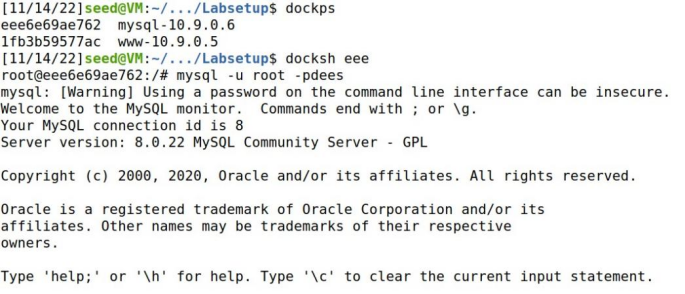 [11/14/22]seed@VM:~/.../Labsetup$ dockps
eee6e69ae762  mysql-10.9.0.6
1fb3b59577ac  www-10.9.0.5
[11/14/22]seed@VM:~/.../Labsetup$ docksh eee
root@eee6e69ae762:/# mysql -u root -pdees
mysql: [Warning] Using a password on the command line interface can be insecure.
Welcome to the MySQL monitor.  Commands end with ; or \g.
Your MySQL connection id is 8
Server version: 8.0.22 MySQL Community Server - GPL

Copyright (c) 2000, 2020, Oracle and/or its affiliates. All rights reserved.

Oracle is a registered trademark of Oracle Corporation and/or its
affiliates. Other names may be trademarks of their respective
owners.

Type 'help;' or '\h' for help. Type '\c' to clear the current input statement.